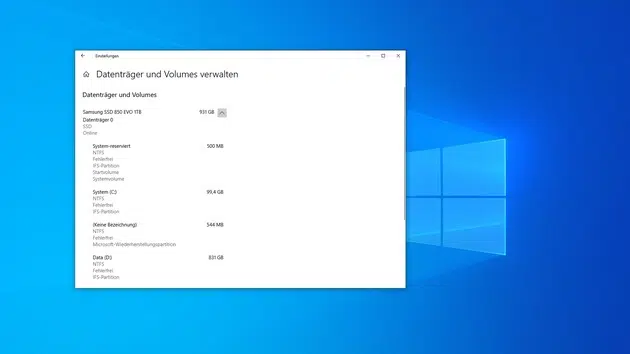 Einstellungen
Datenträger und Volumes verwalten
Datenträger und Volumes
Samsung SSD 850 EVO 1TB 931 GB
Datenträger 0
SSD
Online
System-reserviert 500 MB
NTFS
Fehlerfrei
IFS-Partition
Startvolume
Systemvolume
System (C:) 99,4 GB
NTFS
Fehlerfrei
IFS-Partition
(Keine Bezeichnung) 544 MB
NTFS
Fehlerfrei
Microsoft-Wiederherstellungspartition
Data (D:) 831 GB
NTFS
Fehlerfrei
IFS-Partition